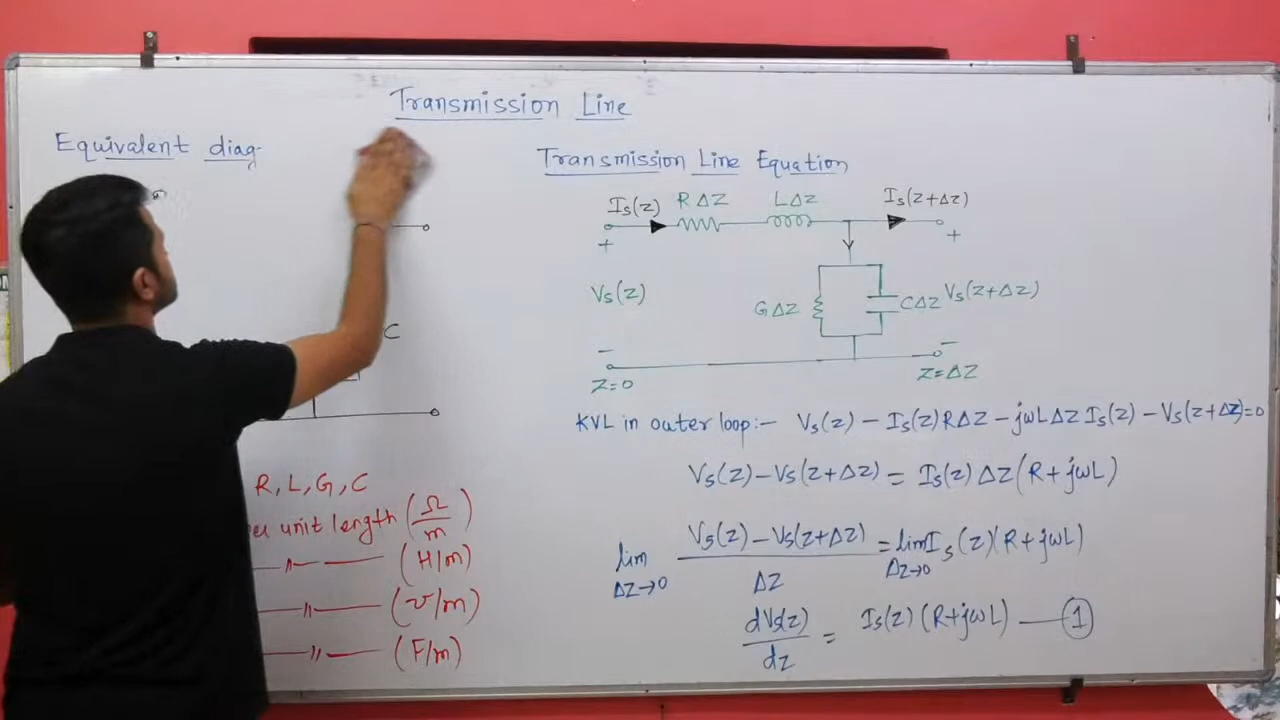 Transmission Line
Equivalent diag.
C
R, L, G, C
unit length (Ω/m)
〃 (H/m)
〃 (℧/m)
〃 (F/m)
Transmission Line Equation
Is(z) RΔZ LΔz Is(z+Δz)
+ +
Vs(z) GΔZ CΔZ Vs(z+Δz)
− −
Z=0 Z=ΔZ
KVL in outer loop:− Vs(z) − Is(z)RΔZ − jωLΔZ Is(z) − Vs(z+Δz)=0
Vs(z) − Vs(z+Δz) = Is(z) ΔZ (R+jωL)
lim ΔZ→0 Vs(z) − Vs(z+Δz) / ΔZ = lim ΔZ→0 Is(z)(R+jωL)
dVs(z)/dz = Is(z) (R+jωL) — ①